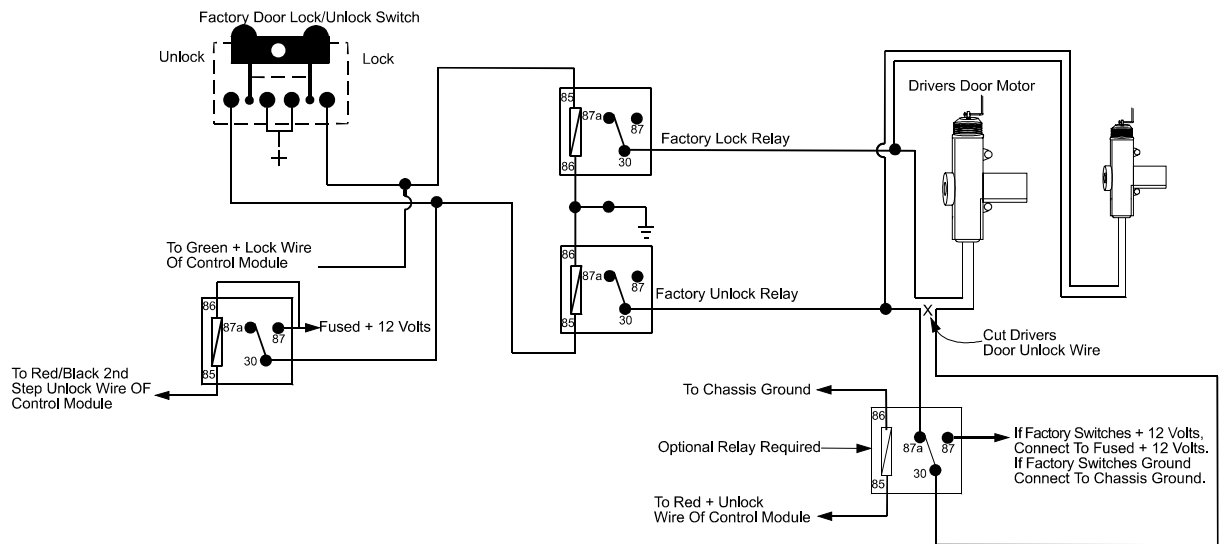 Factory Door Lock/Unlock Switch
Unlock
Lock
+
85
87a
87
30
86
Factory Lock Relay
Drivers Door Motor
To Green + Lock Wire
Of Control Module
86
87a
87
30
85
Factory Unlock Relay
86
87a
87
30
85
Fused + 12 Volts
To Red/Black 2nd
Step Unlock Wire OF
Control Module
X
Cut Drivers
Door Unlock Wire
To Chassis Ground
Optional Relay Required
To Red + Unlock
Wire Of Control Module
86
87a
87
30
85
If Factory Switches + 12 Volts,
Connect To Fused + 12 Volts.
If Factory Switches Ground
Connect To Chassis Ground.